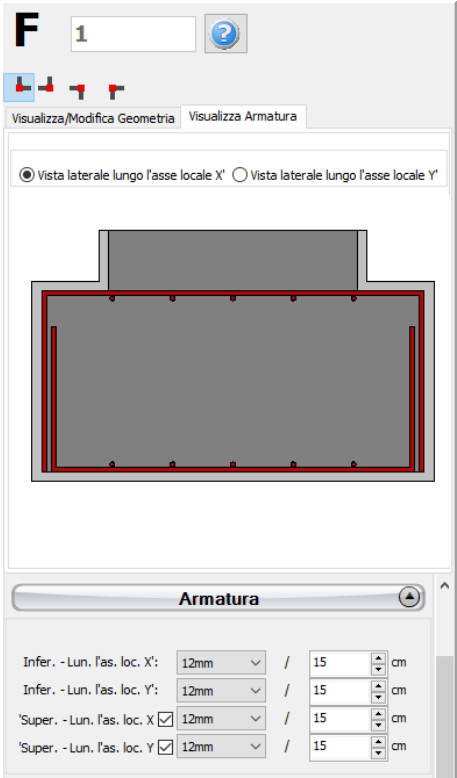 F 1
Visualizza/Modifica Geometria Visualizza Armatura
Vista laterale lungo l'asse locale X' Vista laterale lungo l'asse locale Y'
Armatura
Infer. - Lun. l'as. loc. X': 12mm / 15 cm
Infer. - Lun. l'as. loc. Y': 12mm / 15 cm
'Super. - Lun. l'as. loc. X 12mm / 15 cm
'Super. - Lun. l'as. loc. Y 12mm / 15 cm